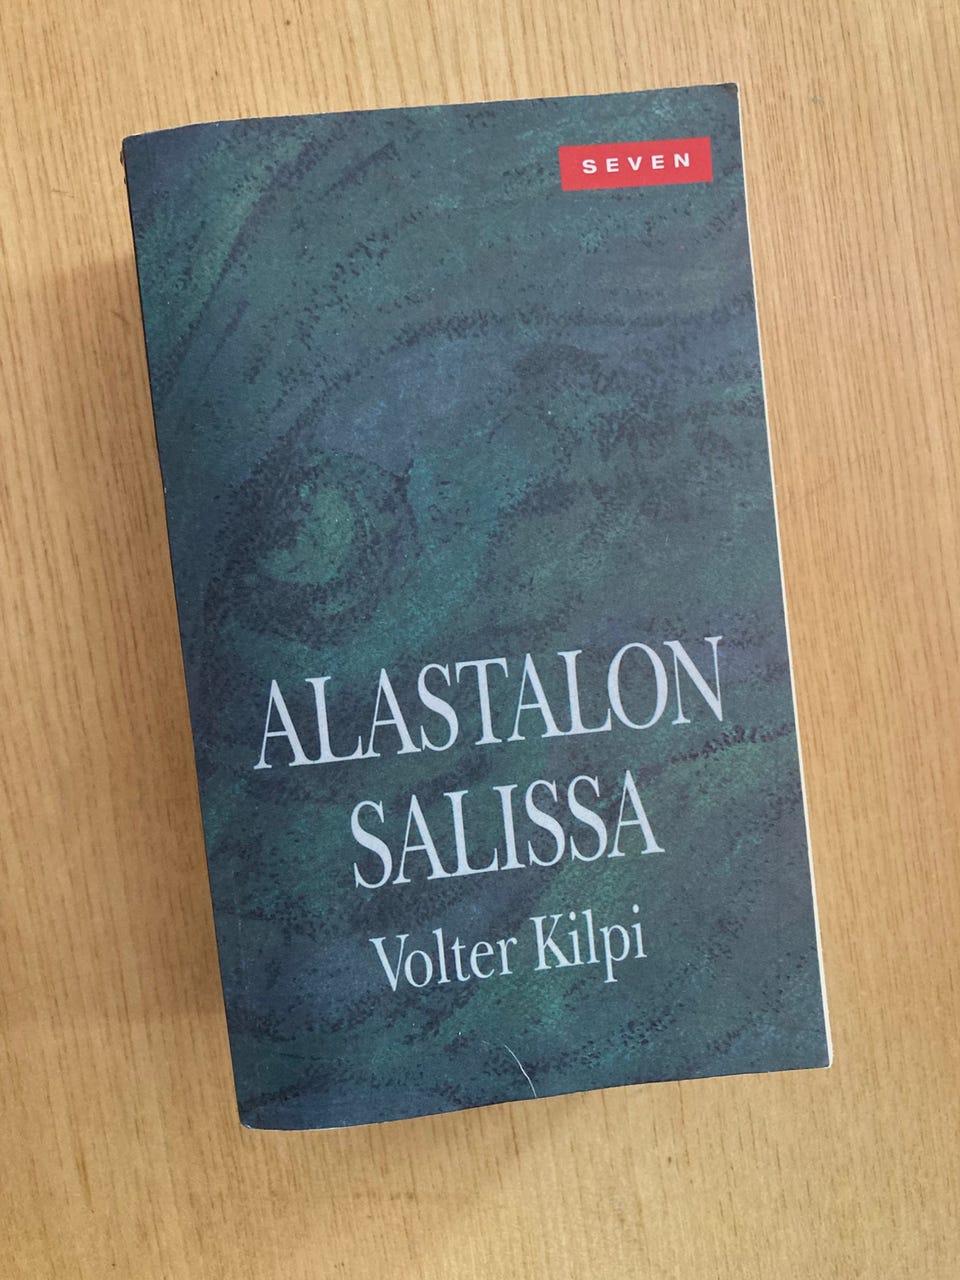 SEVEN
ALASTALON
SALISSA
Volter Kilpi